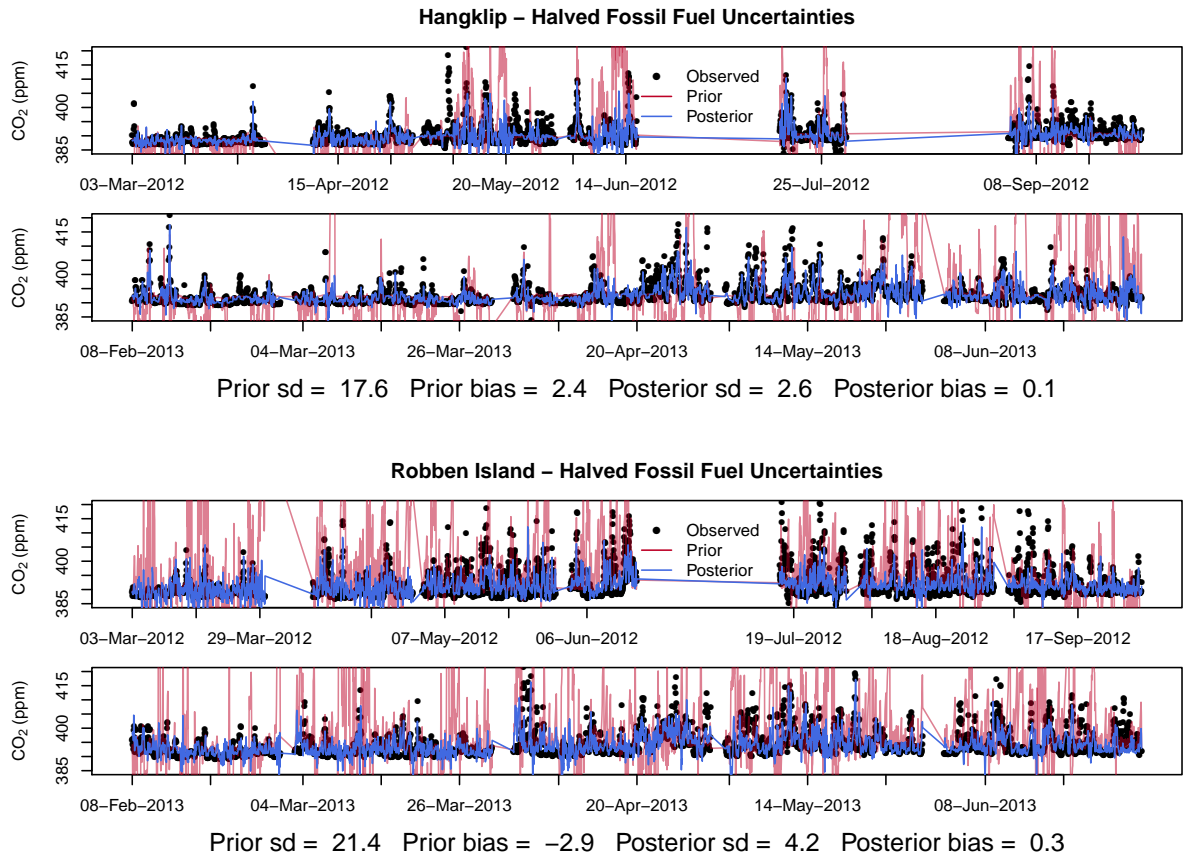 Hangklip – Halved Fossil Fuel Uncertainties
CO2 (ppm)
385 400 415
Observed
Prior
Posterior
03−Mar−2012 15−Apr−2012 20−May−2012 14−Jun−2012 25−Jul−2012 08−Sep−2012
CO2 (ppm)
385 400 415
08−Feb−2013 04−Mar−2013 26−Mar−2013 20−Apr−2013 14−May−2013 08−Jun−2013
Prior sd = 17.6 Prior bias = 2.4 Posterior sd = 2.6 Posterior bias = 0.1
Robben Island – Halved Fossil Fuel Uncertainties
CO2 (ppm)
385 400 415
Observed
Prior
Posterior
03−Mar−2012 29−Mar−2012 07−May−2012 06−Jun−2012 19−Jul−2012 18−Aug−2012 17−Sep−2012
CO2 (ppm)
385 400 415
08−Feb−2013 04−Mar−2013 26−Mar−2013 20−Apr−2013 14−May−2013 08−Jun−2013
Prior sd = 21.4 Prior bias = −2.9 Posterior sd = 4.2 Posterior bias = 0.3